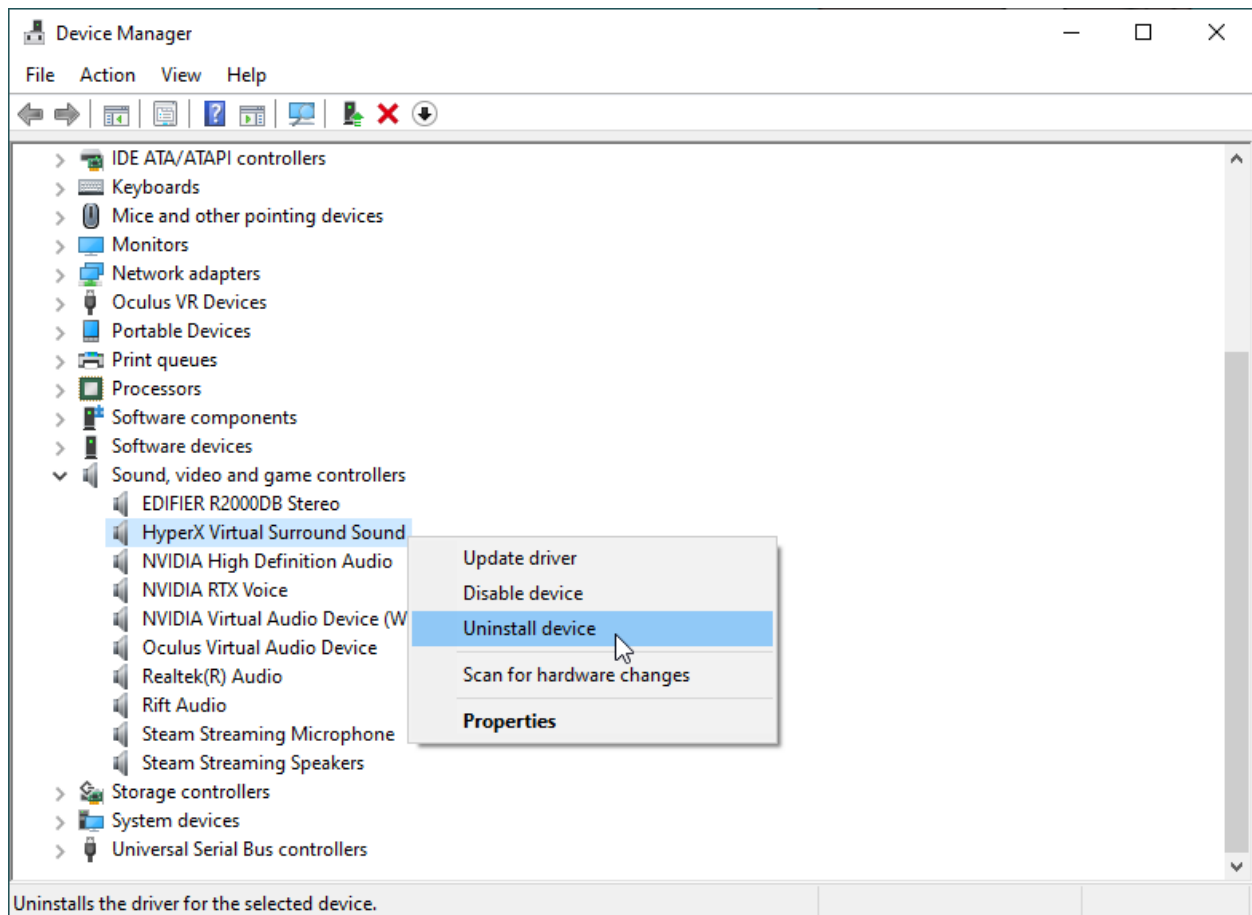 Device Manager
File Action View Help
IDE ATA/ATAPI controllers
Keyboards
Mice and other pointing devices
Monitors
Network adapters
Oculus VR Devices
Portable Devices
Print queues
Processors
Software components
Software devices
Sound, video and game controllers
EDIFIER R2000DB Stereo
HyperX Virtual Surround Sound
NVIDIA High Definition Audio
NVIDIA RTX Voice
NVIDIA Virtual Audio Device (W
Oculus Virtual Audio Device
Realtek(R) Audio
Rift Audio
Steam Streaming Microphone
Steam Streaming Speakers
Storage controllers
System devices
Universal Serial Bus controllers
Update driver
Disable device
Uninstall device
Scan for hardware changes
Properties
Uninstalls the driver for the selected device.